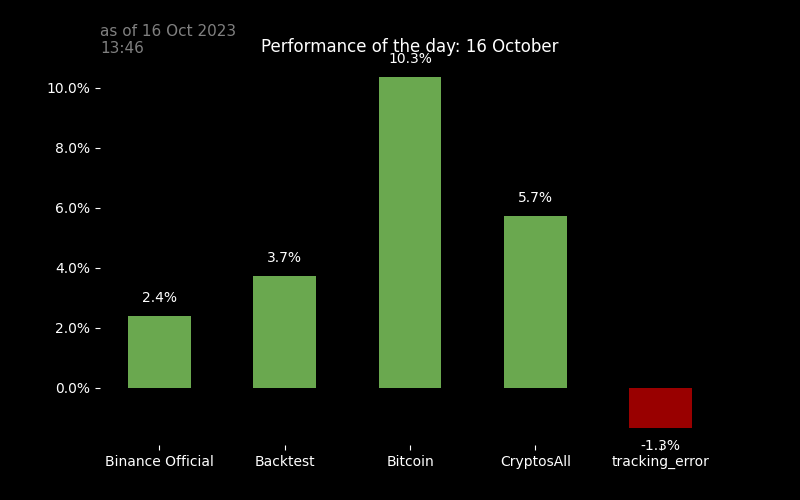 as of 16 Oct 2023
13:46
Performance of the day: 16 October
10.3%
10.0%
8.0%
6.0%
4.0%
2.0%
0.0%
5.7%
3.7%
2.4%
-1.3%
Binance Official
Backtest
Bitcoin
CryptosAll
tracking_error